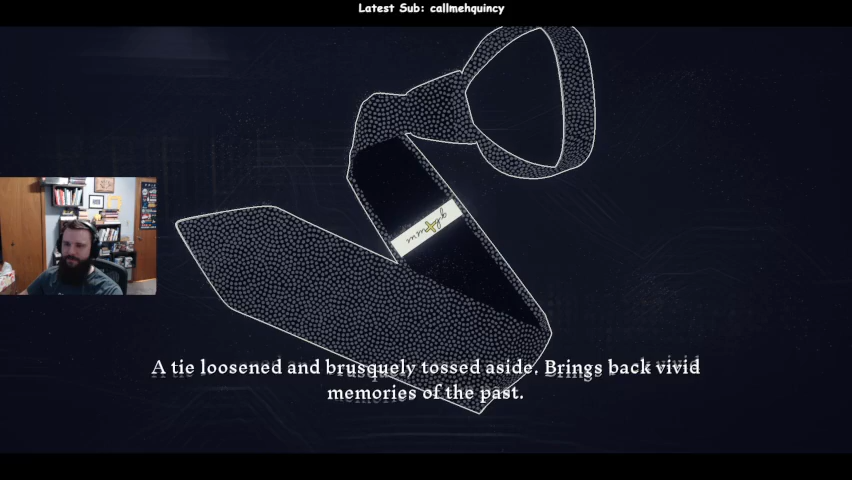 Latest Sub: callmehquincy
A tie loosened and brusquely tossed aside. Brings back vivid
memories of the past.